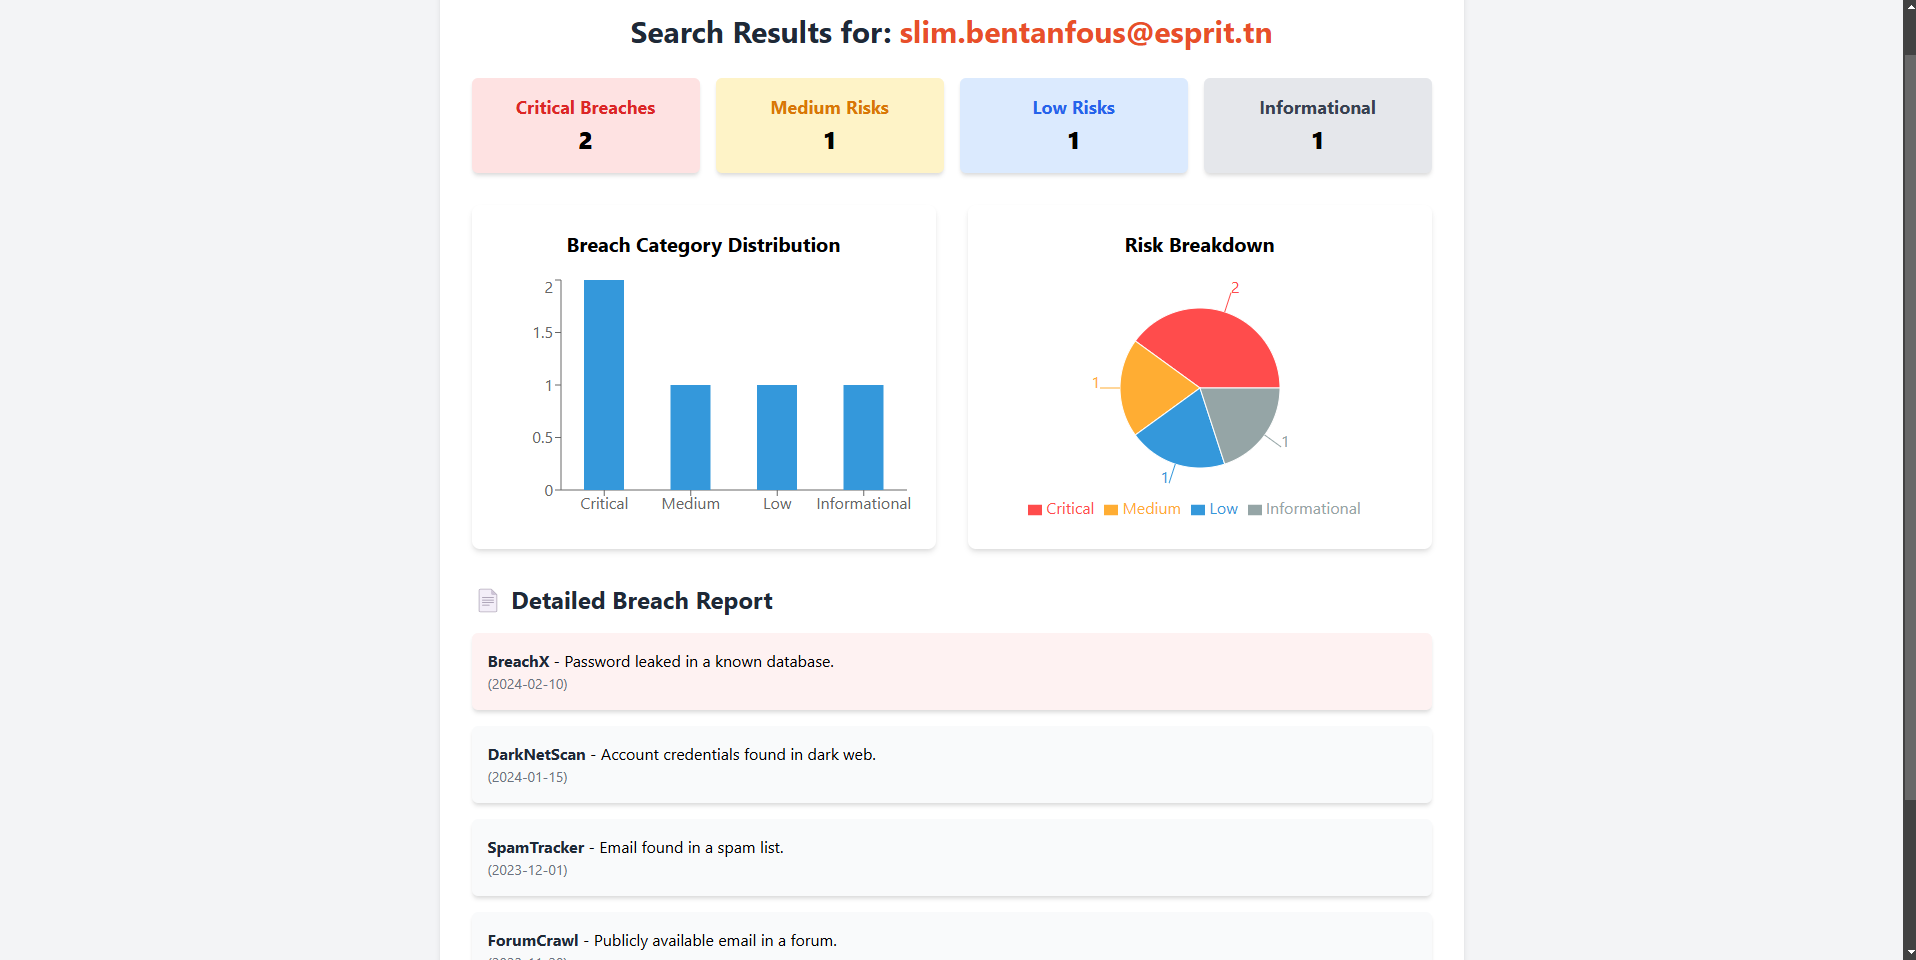 Search Results for: slim.bentanfous@esprit.tn
Critical Breaches
2
Medium Risks
1
Low Risks
1
Informational
1
Breach Category Distribution
2
1.5
1
0.5
0
Critical Medium Low Informational
Risk Breakdown
2
1
1
1
Critical Medium Low Informational
Detailed Breach Report
BreachX - Password leaked in a known database.
(2024-02-10)
DarkNetScan - Account credentials found in dark web.
(2024-01-15)
SpamTracker - Email found in a spam list.
(2023-12-01)
ForumCrawl - Publicly available email in a forum.